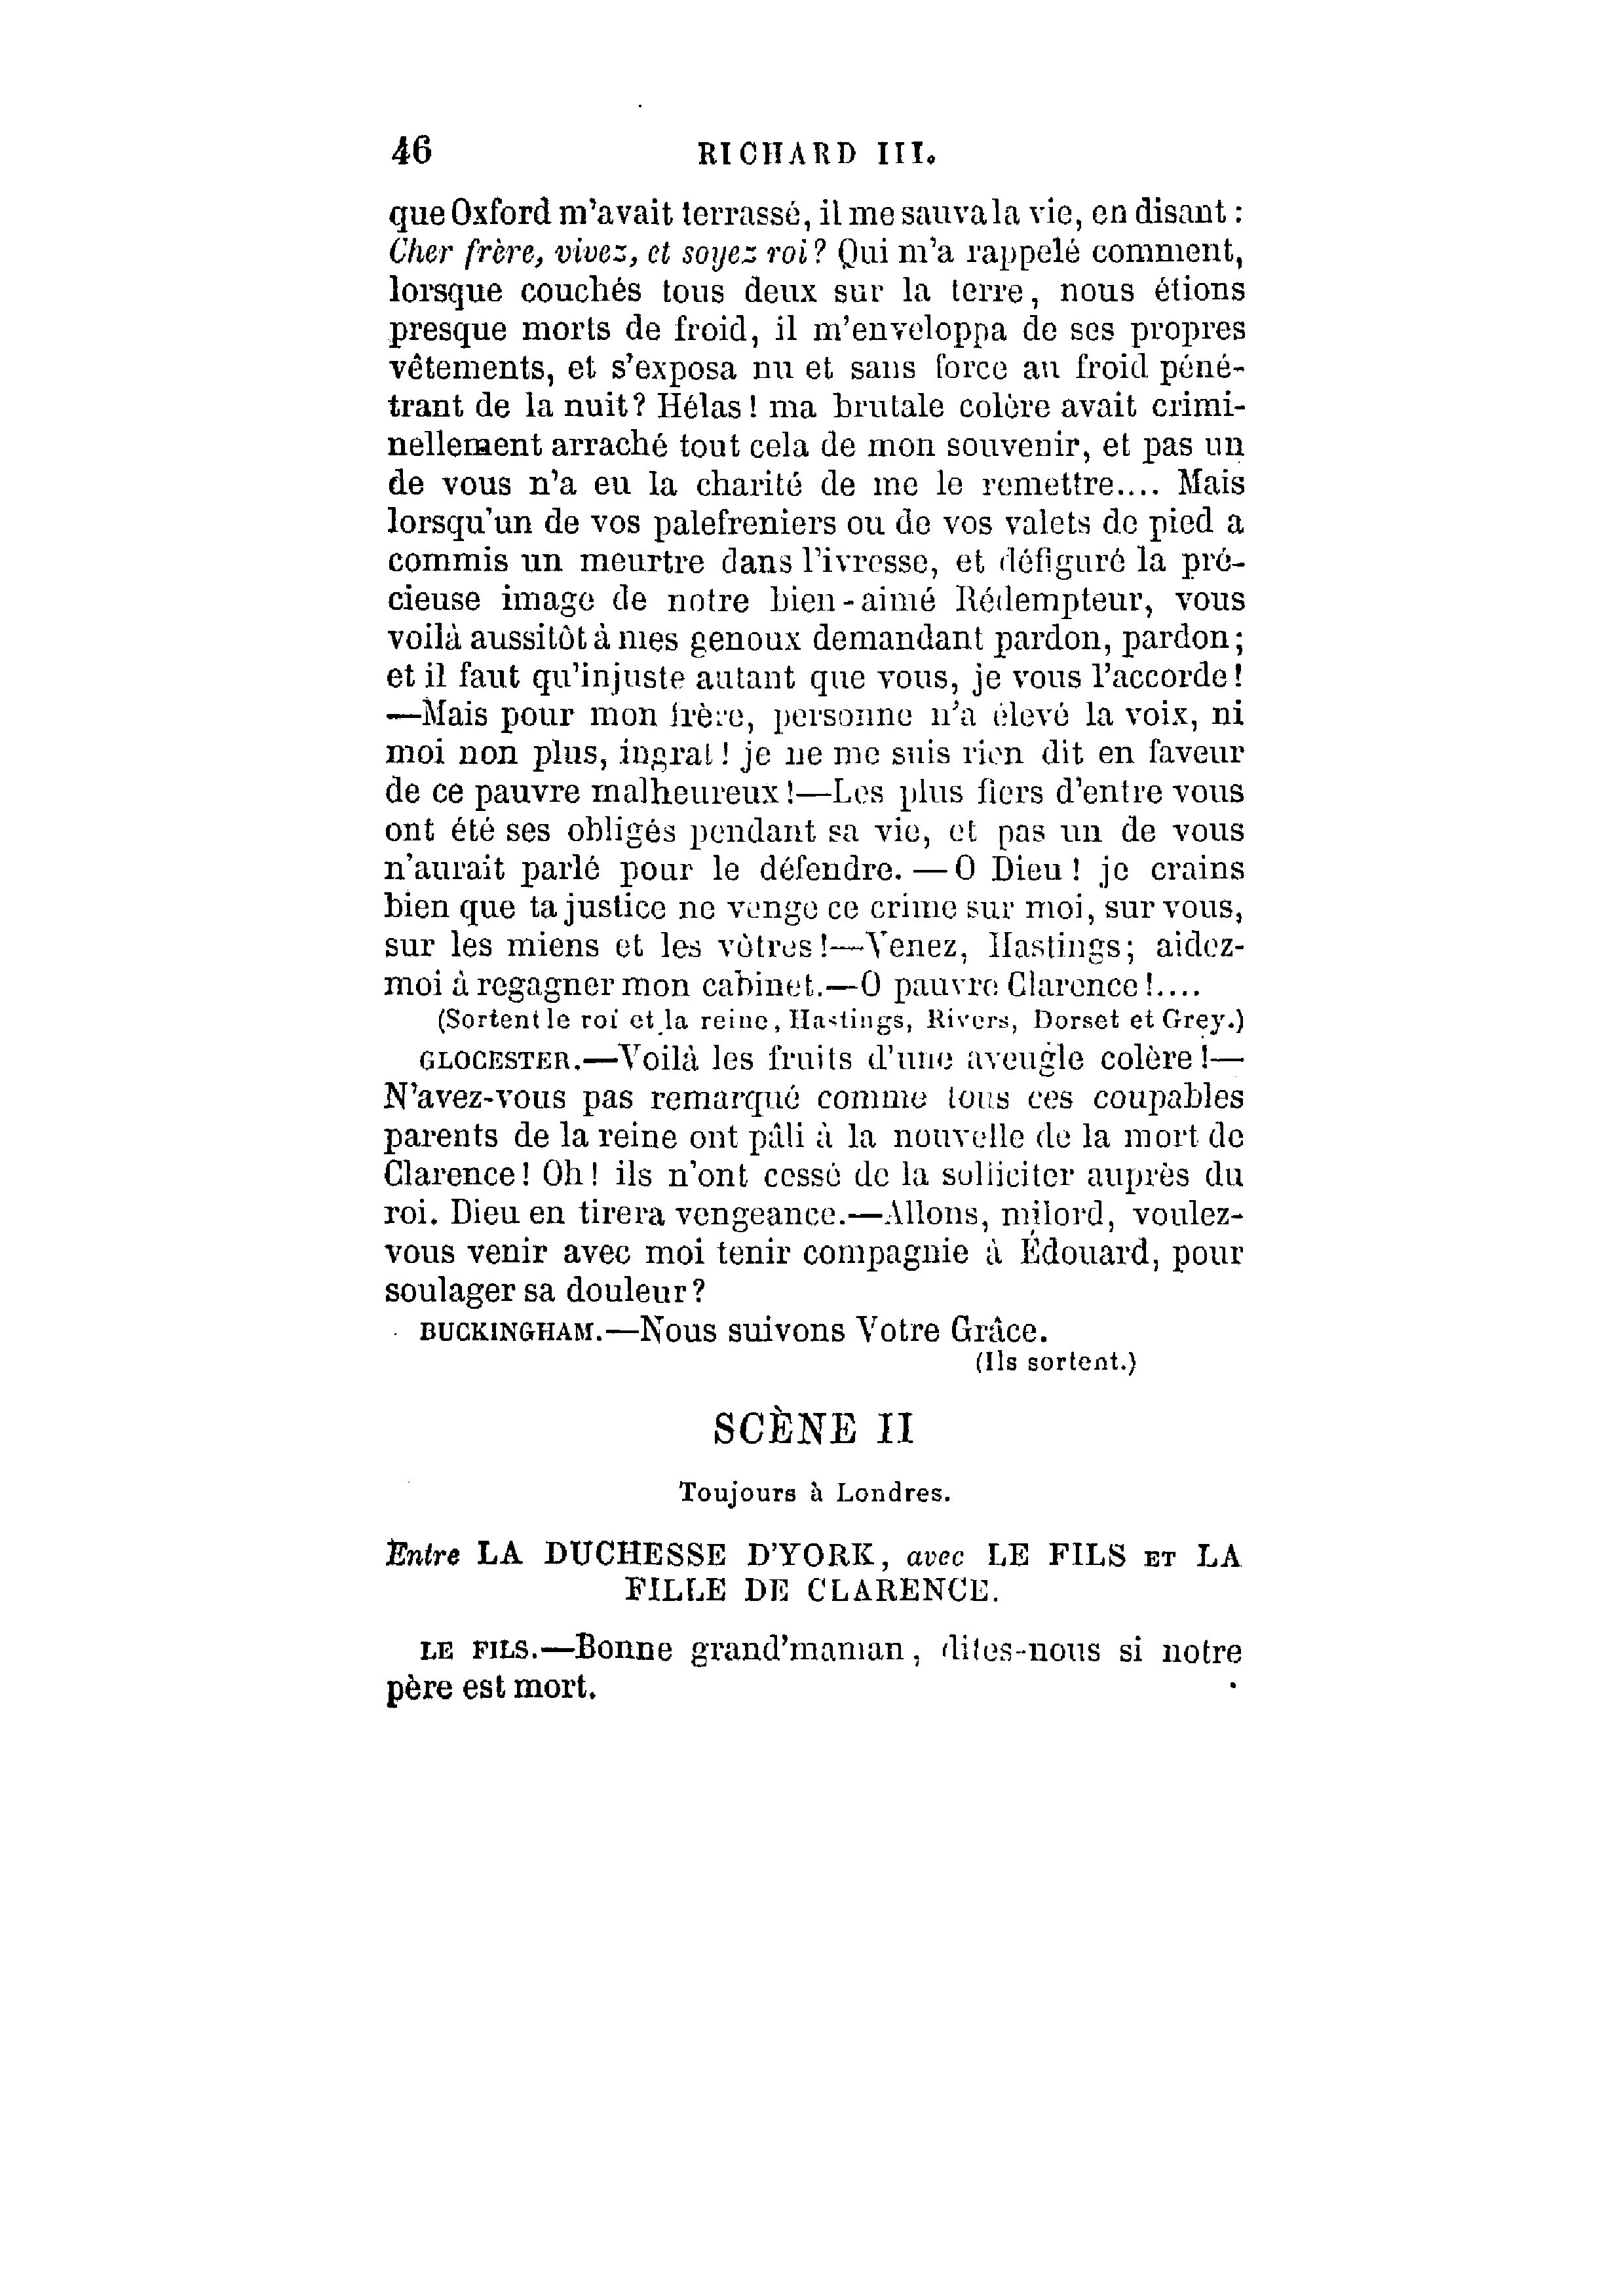 46 RICHARD III.
que Oxford m'avait terrassé, il me sauva la vie, en disant :
Cher frère, vivez, et soyez roi? Qui m'a rappelé comment,
lorsque couchés tous deux sur la terre, nous étions
presque morts de froid, il m'enveloppa de ses propres
vêtements, et s'exposa nu et sans force au froid péné-
trant de la nuit? Hélas! ma brutale colère avait crimi-
nellement arraché tout cela de mon souvenir, et pas un
de vous n'a eu la charité de me le remettre.... Mais
lorsqu'un de vos palefreniers ou de vos valets de pied a
commis un meurtre dans l'ivresse, et défiguré la pré-
cieuse image de notre bien-aimé Rédempteur, vous
voilà aussitôt à mes genoux demandant pardon, pardon;
et il faut qu'injuste autant que vous, je vous l'accorde!
—Mais pour mon frère, personne n'a élevé la voix, ni
moi non plus, ingrat! je ne me suis rien dit en faveur
de ce pauvre malheureux!—Les plus fiers d'entre vous
ont été ses obligés pendant sa vie, et pas un de vous
n'aurait parlé pour le défendre. — O Dieu! je crains
bien que ta justice ne venge ce crime sur moi, sur vous,
sur les miens et les vôtres!—Venez, Hastings; aidez-
moi à regagner mon cabinet.—O pauvre Clarence!....
(Sortent le roi et la reine, Hastings, Rivers, Dorset et Grey.)
GLOCESTER.—Voilà les fruits d'une aveugle colère!—
N'avez-vous pas remarqué comme tous ces coupables
parents de la reine ont pâli à la nouvelle de la mort de
Clarence! Oh! ils n'ont cessé de la solliciter auprès du
roi. Dieu en tirera vengeance.—Allons, milord, voulez-
vous venir avec moi tenir compagnie à Édouard, pour
soulager sa douleur?
BUCKINGHAM.—Nous suivons Votre Grâce.
(Ils sortent.)
SCÈNE II
Toujours à Londres.
Entre LA DUCHESSE D'YORK, avec LE FILS ET LA
FILLE DE CLARENCE.
LE FILS.—Bonne grand'maman, dites-nous si notre
père est mort.